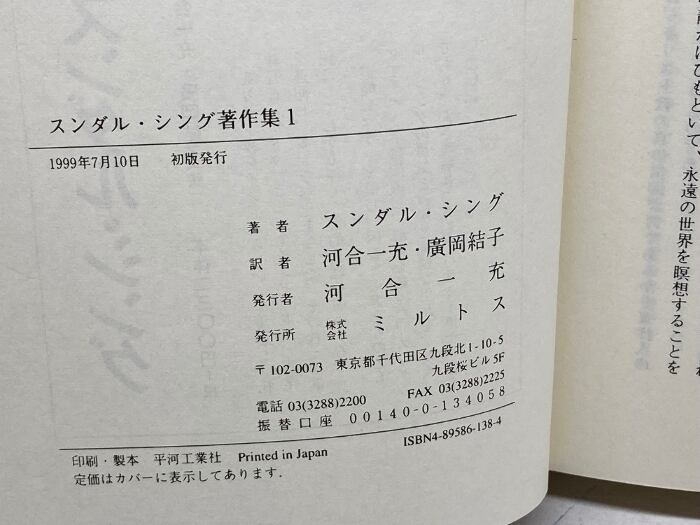 スンダル・シング著作集1
1999年7月10日 初版発行
著者 スンダル・シング
訳者 河合一充・廣岡結子
発行者 河合一充
発行所 株式会社 ミルトス
〒102-0073 東京都千代田区九段北1-10-5
九段桜ビル5F
電話 03(3288)2200 FAX 03(3288)2225
振替口座 00140-0-134058
ISBN4-89586-138-4
印刷・製本 平河工業社 Printed in Japan
定価はカバーに表示してあります。
ひもといて、永遠の世界を瞑想することを